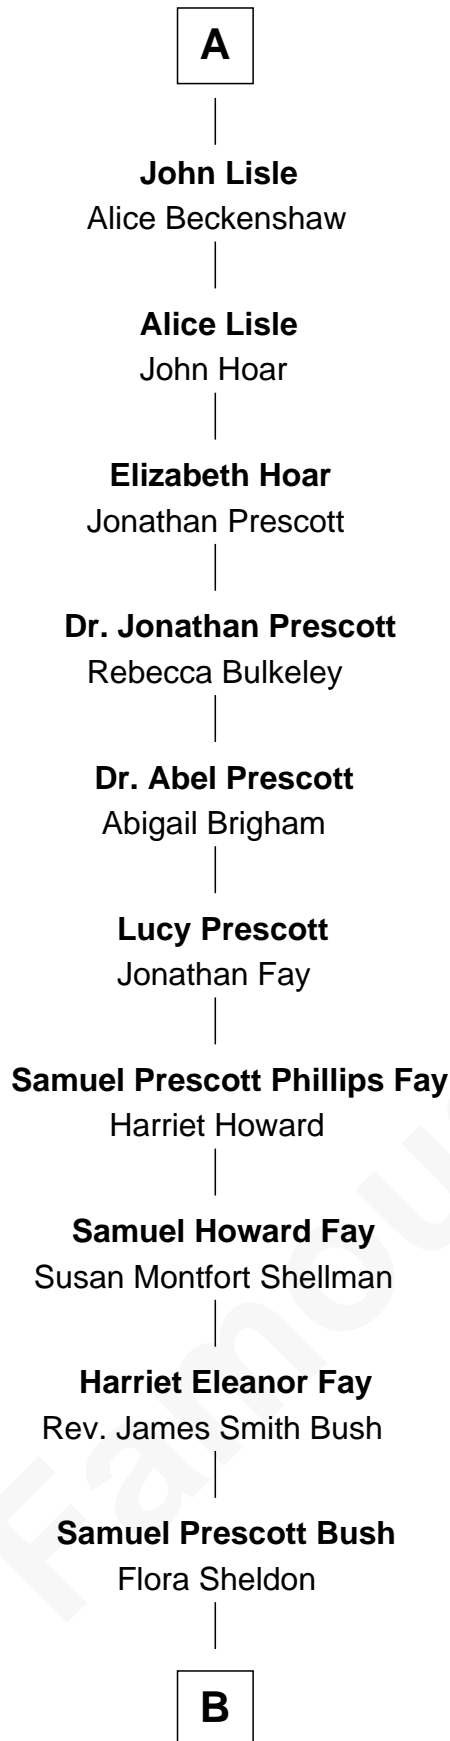 A
John Lisle
Alice Beckenshaw
Alice Lisle
John Hoar
Elizabeth Hoar
Jonathan Prescott
Dr. Jonathan Prescott
Rebecca Bulkeley
Dr. Abel Prescott
Abigail Brigham
Lucy Prescott
Jonathan Fay
Samuel Prescott Phillips Fay
Harriet Howard
Samuel Howard Fay
Susan Montfort Shellman
Harriet Eleanor Fay
Rev. James Smith Bush
Samuel Prescott Bush
Flora Sheldon
B
Famou